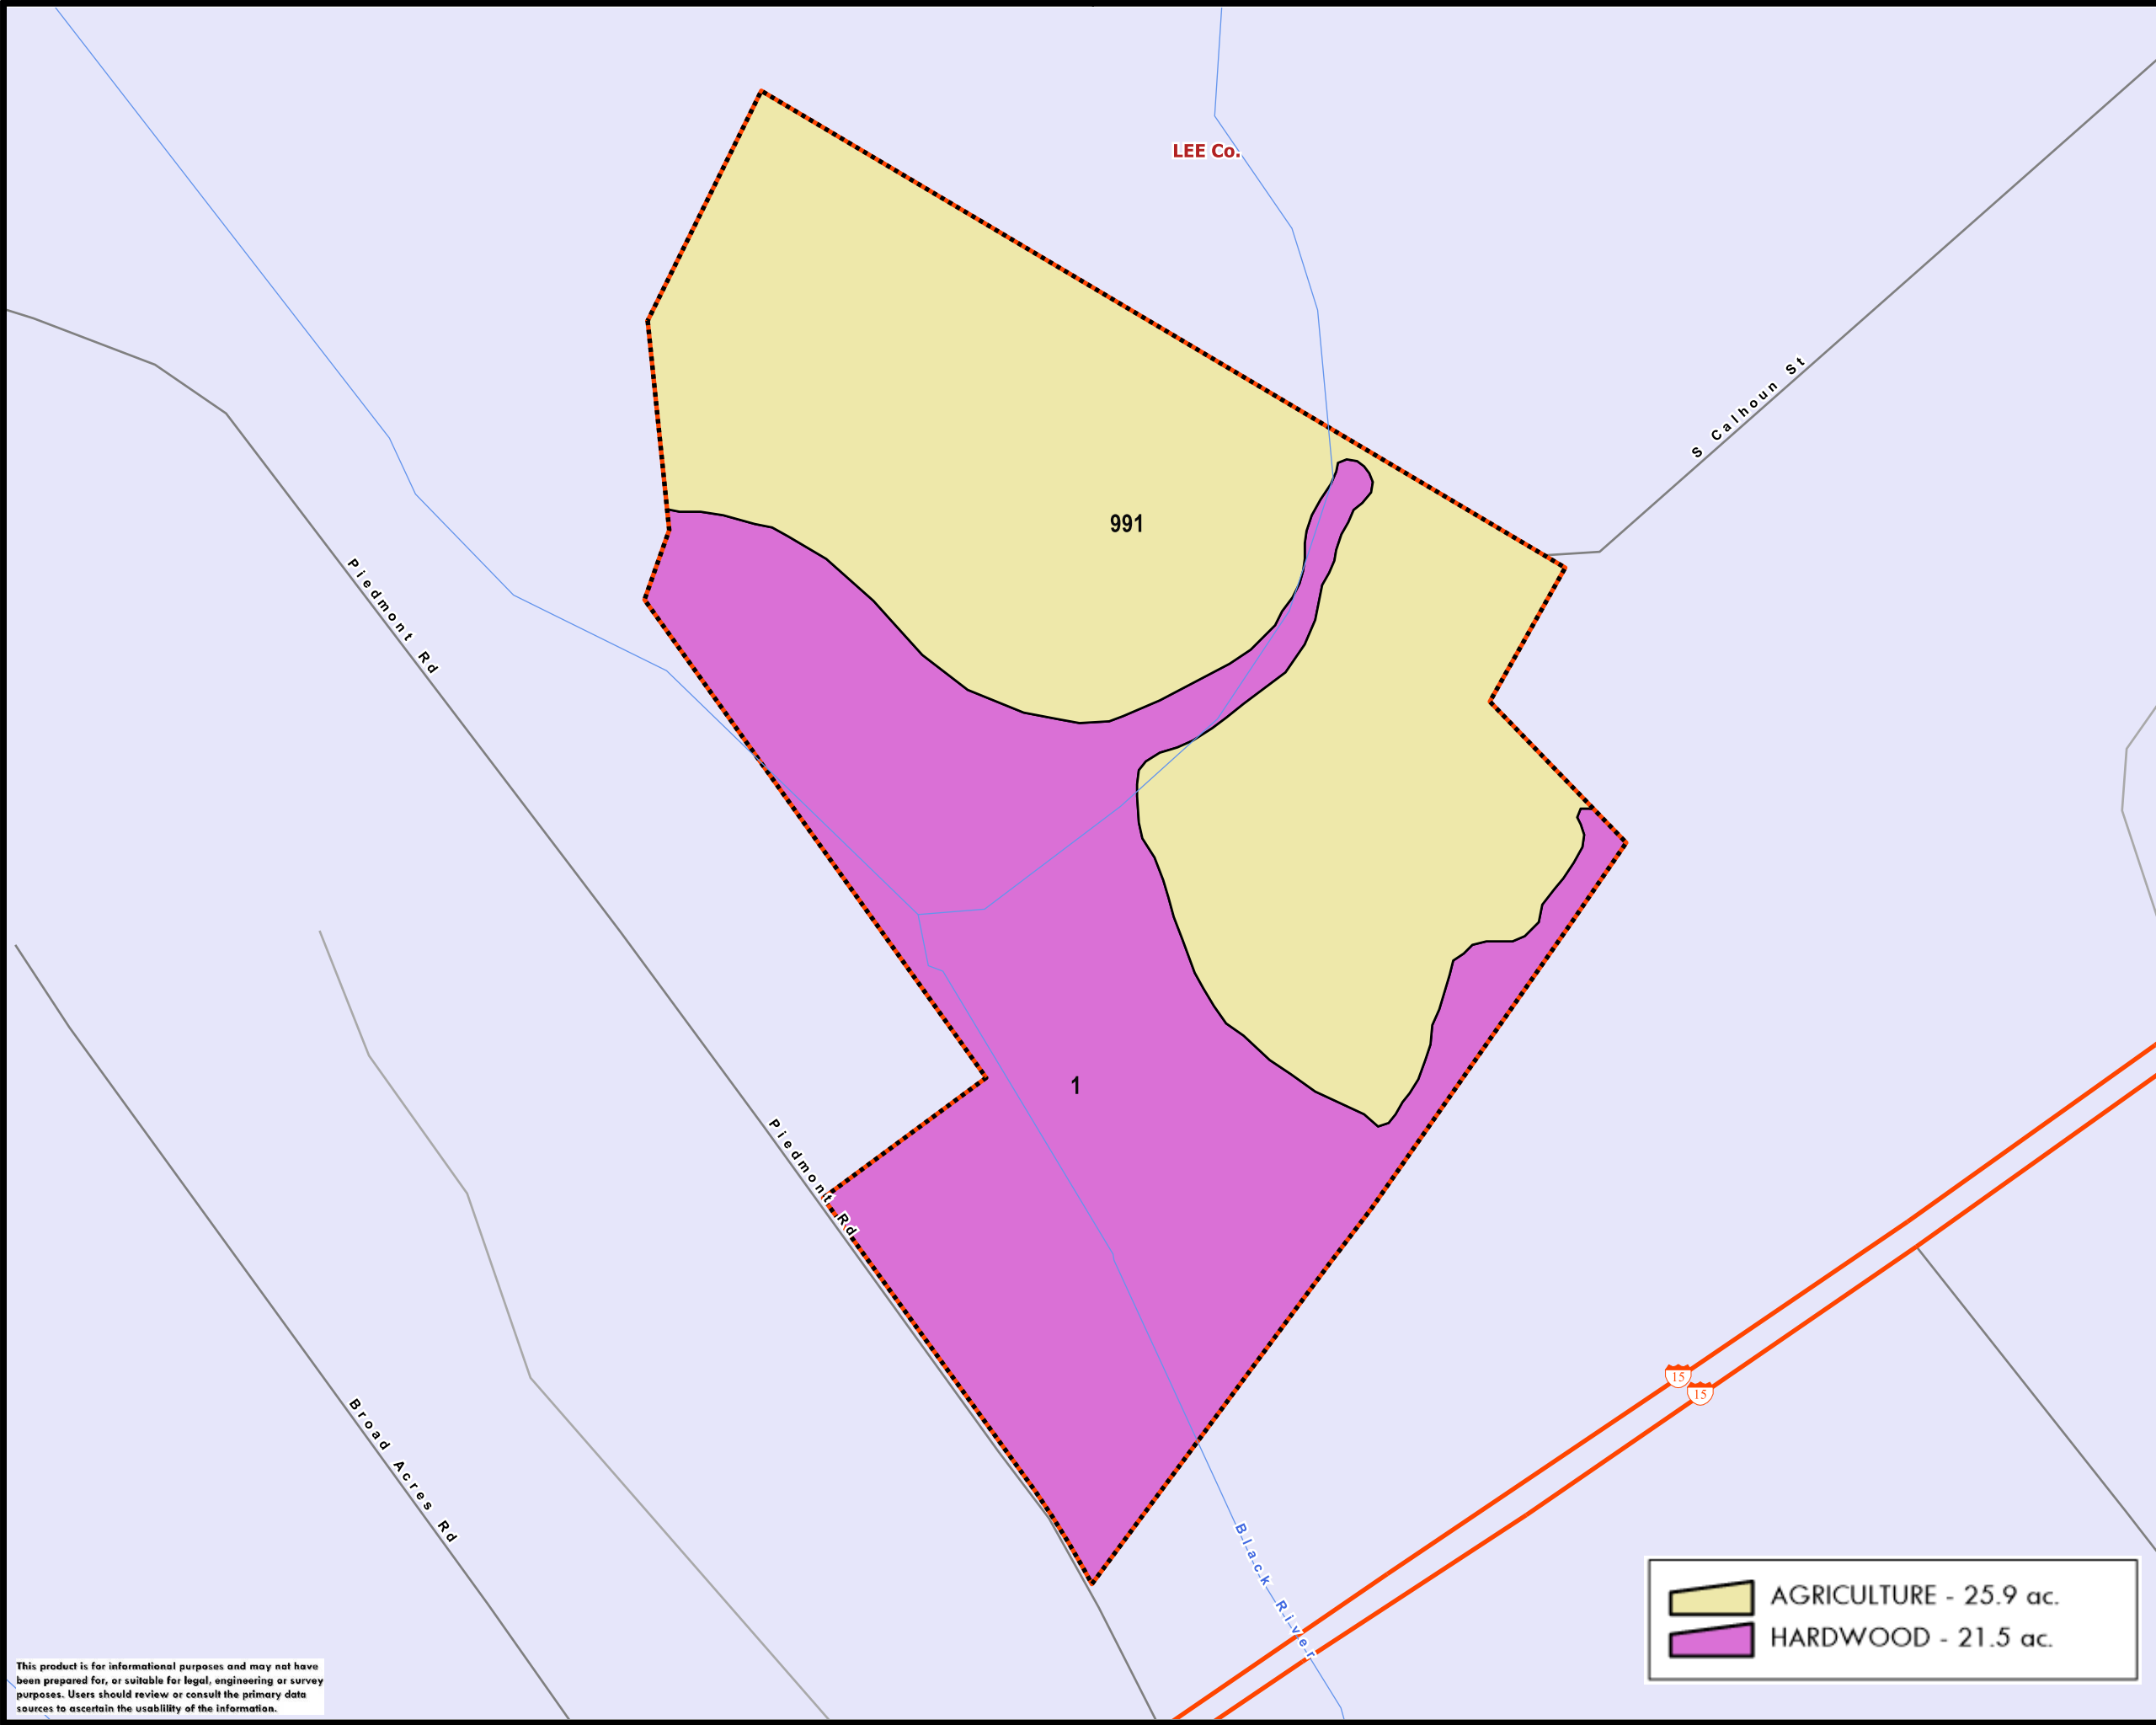 LEE Co.
S Calhoun St
991
Piedmont Rd
1
Piedmont Rd
15
15
Broad Acres Rd
Black River
AGRICULTURE - 25.9 ac.
HARDWOOD - 21.5 ac.
This product is for informational purposes and may not have
been prepared for, or suitable for legal, engineering or survey
purposes. Users should review or consult the primary data
sources to ascertain the usablility of the information.